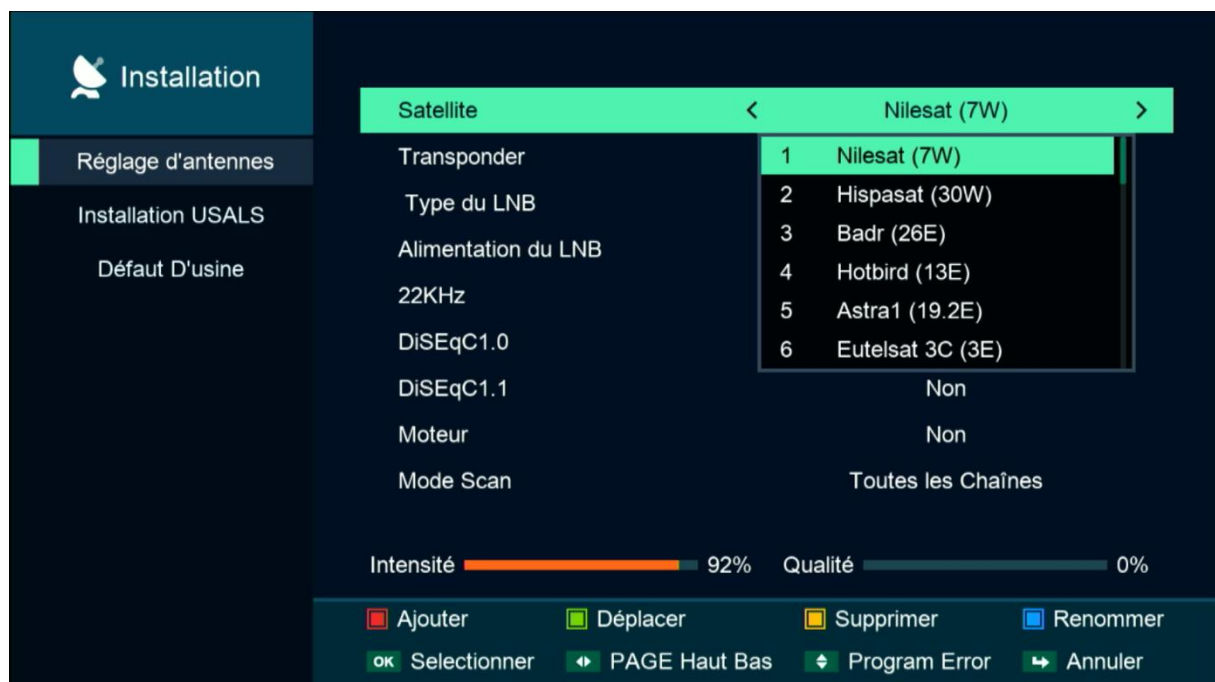 Installation
Réglage d'antennes
Installation USALS
Défaut D'usine
Satellite < Nilesat (7W) >
Transponder
Type du LNB
Alimentation du LNB
22KHz
DiSEqC1.0
DiSEqC1.1 Non
Moteur Non
Mode Scan Toutes les Chaînes
1 Nilesat (7W)
2 Hispasat (30W)
3 Badr (26E)
4 Hotbird (13E)
5 Astra1 (19.2E)
6 Eutelsat 3C (3E)
Intensité 92% Qualité 0%
Ajouter Déplacer Supprimer Renommer
OK Selectionner PAGE Haut Bas Program Error Annuler